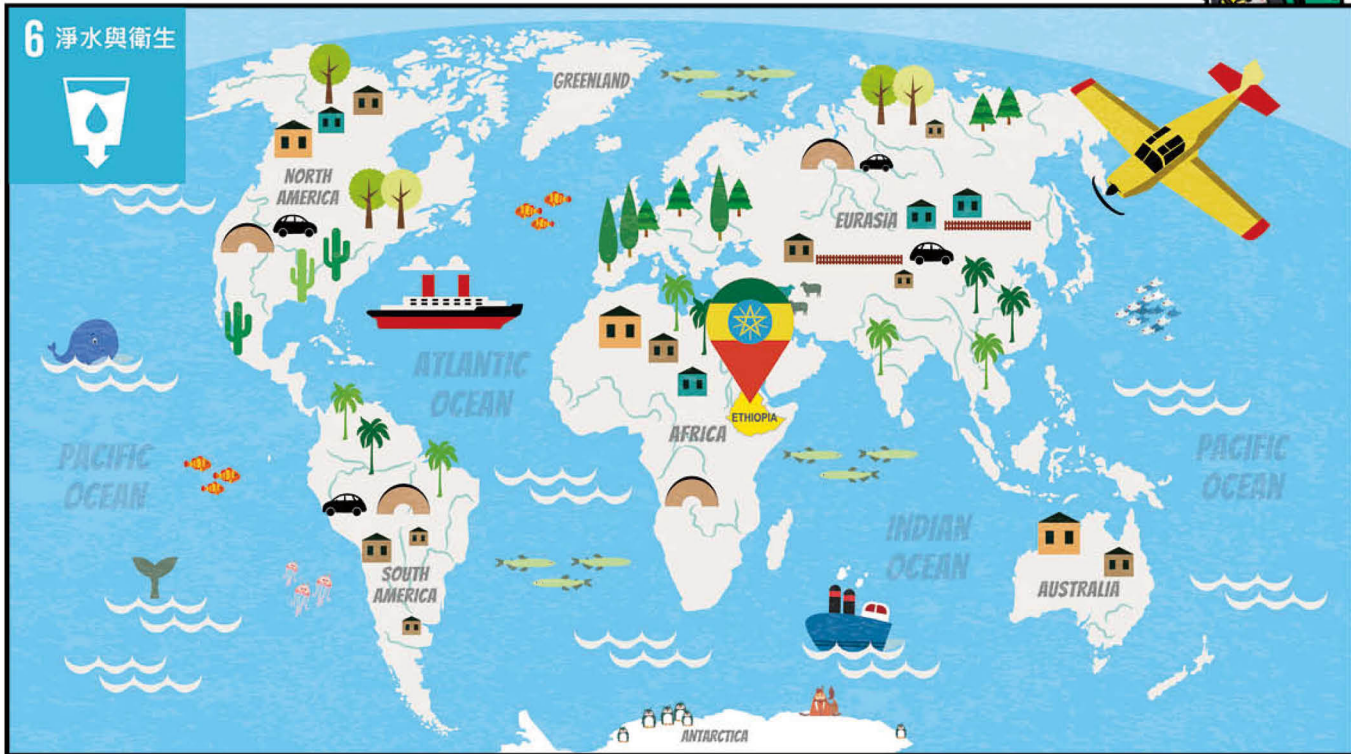 6 淨水與衛生
GREENLAND
NORTH
AMERICA
EURASIA
ATLANTIC
OCEAN
ETHIOPIA
AFRICA
PACIFIC
OCEAN
PACIFIC
OCEAN
INDIAN
OCEAN
SOUTH
AMERICA
AUSTRALIA
ANTARCTICA